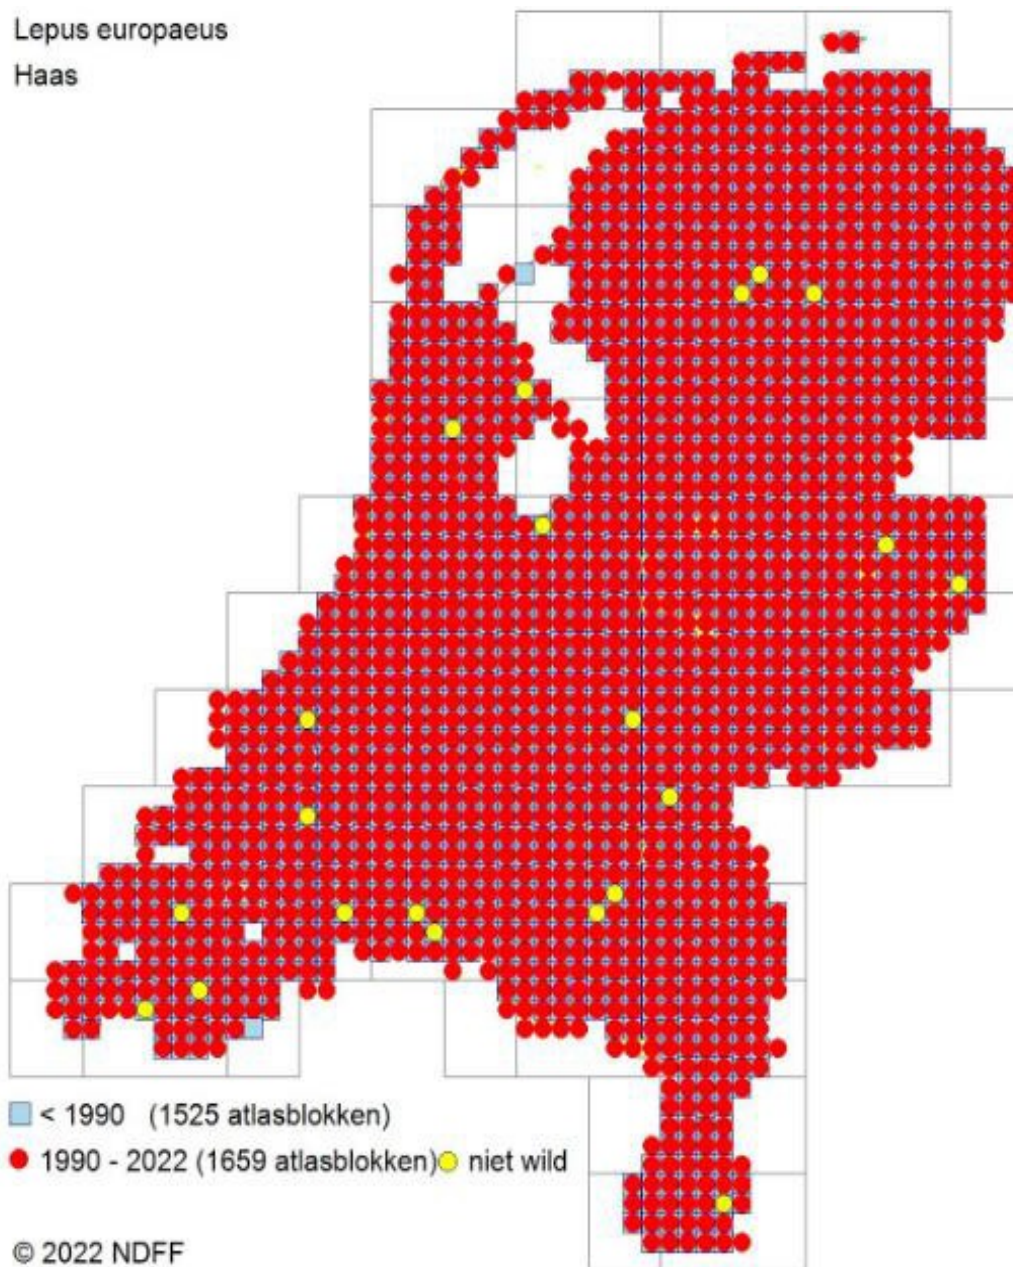 Lepus europaeus
Haas
< 1990 (1525 atlasblokken)
1990 - 2022 (1659 atlasblokken) niet wild
© 2022 NDFF